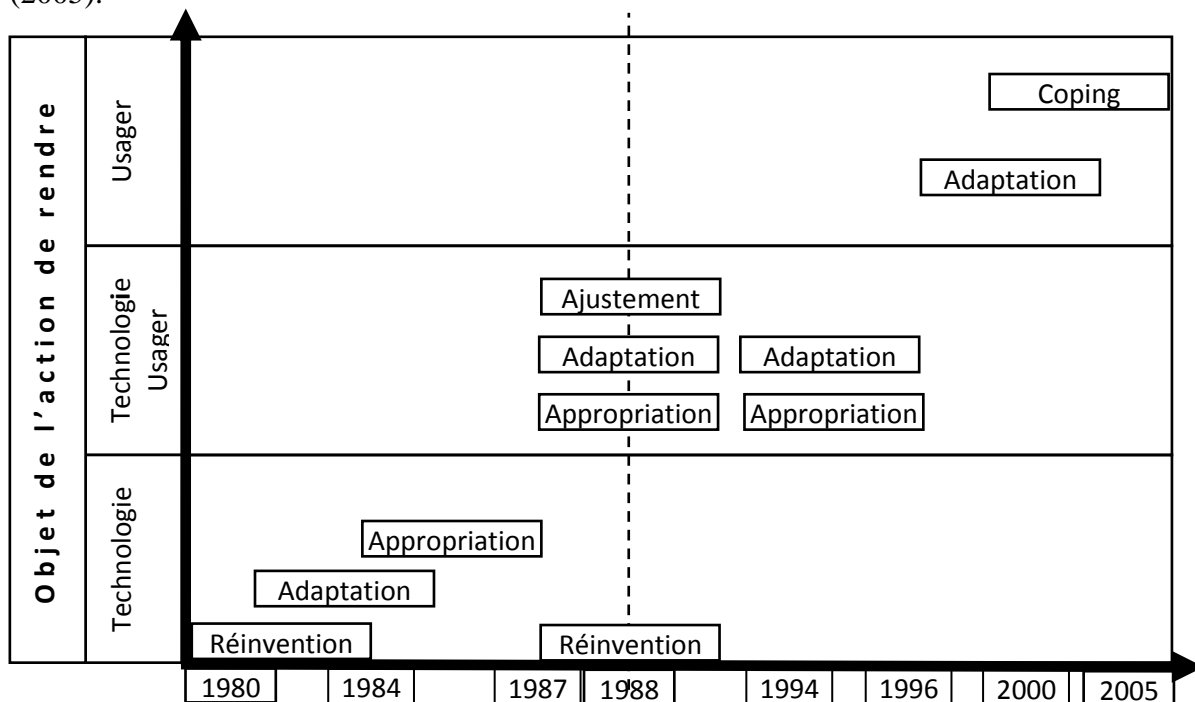 (2005).
Objet de l'action de rendre
Usager
Coping
Adaptation
Technologie
Usager
Ajustement
Adaptation
Adaptation
Appropriation
Appropriation
Technologie
Appropriation
Adaptation
Réinvention
Réinvention
1980
1984
1987
1988
1994
1996
2000
2005